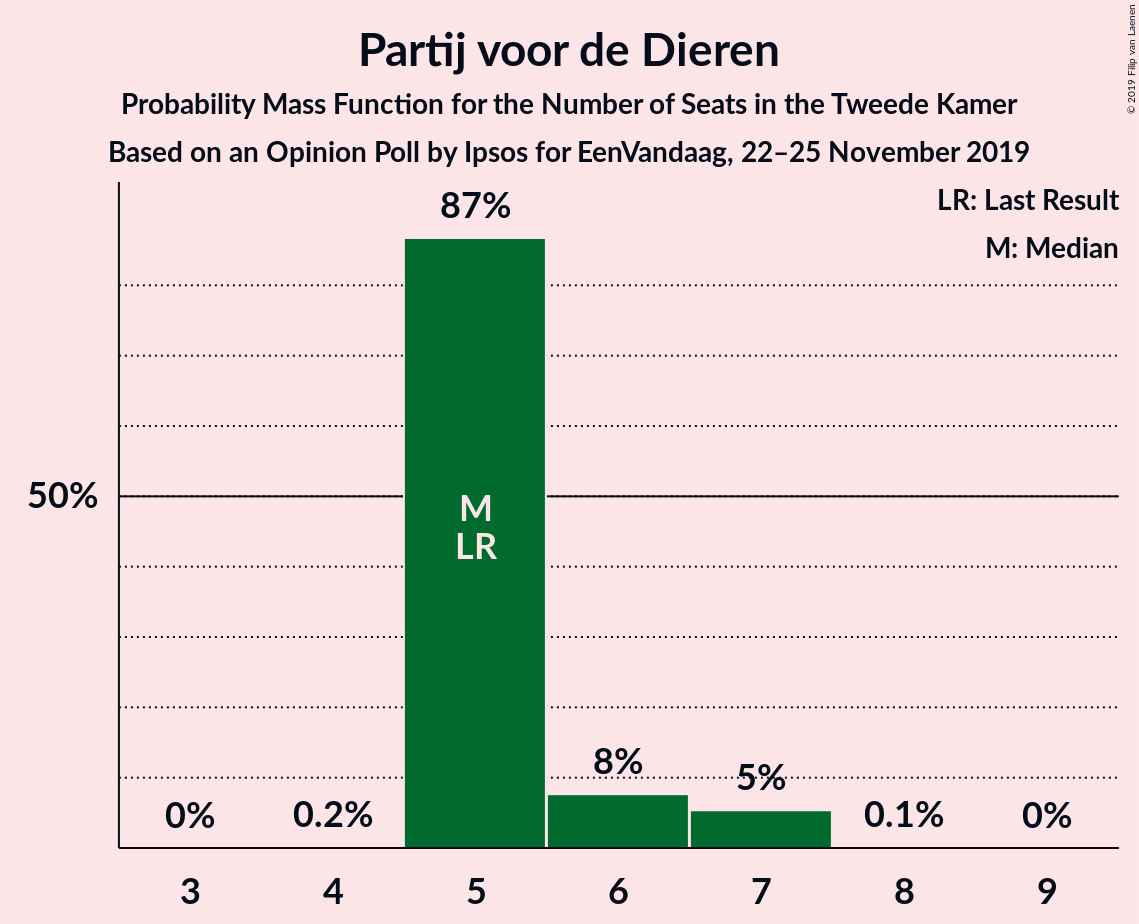 Partij voor de Dieren
Probability Mass Function for the Number of Seats in the Tweede Kamer
Based on an Opinion Poll by Ipsos for EenVandaag, 22–25 November 2019
© 2019 Filip van Laenen
LR: Last Result
M: Median
87%
50%
M
LR
8%
5%
0%
0.2%
0.1%
0%
3
4
5
6
7
8
9